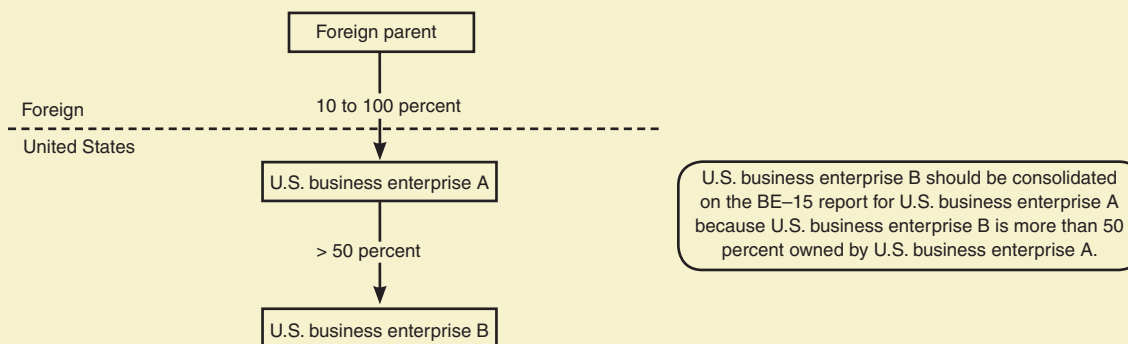 Foreign parent
Foreign
10 to 100 percent
United States
U.S. business enterprise A
> 50 percent
U.S. business enterprise B
U.S. business enterprise B should be consolidated
on the BE–15 report for U.S. business enterprise A
because U.S. business enterprise B is more than 50
percent owned by U.S. business enterprise A.